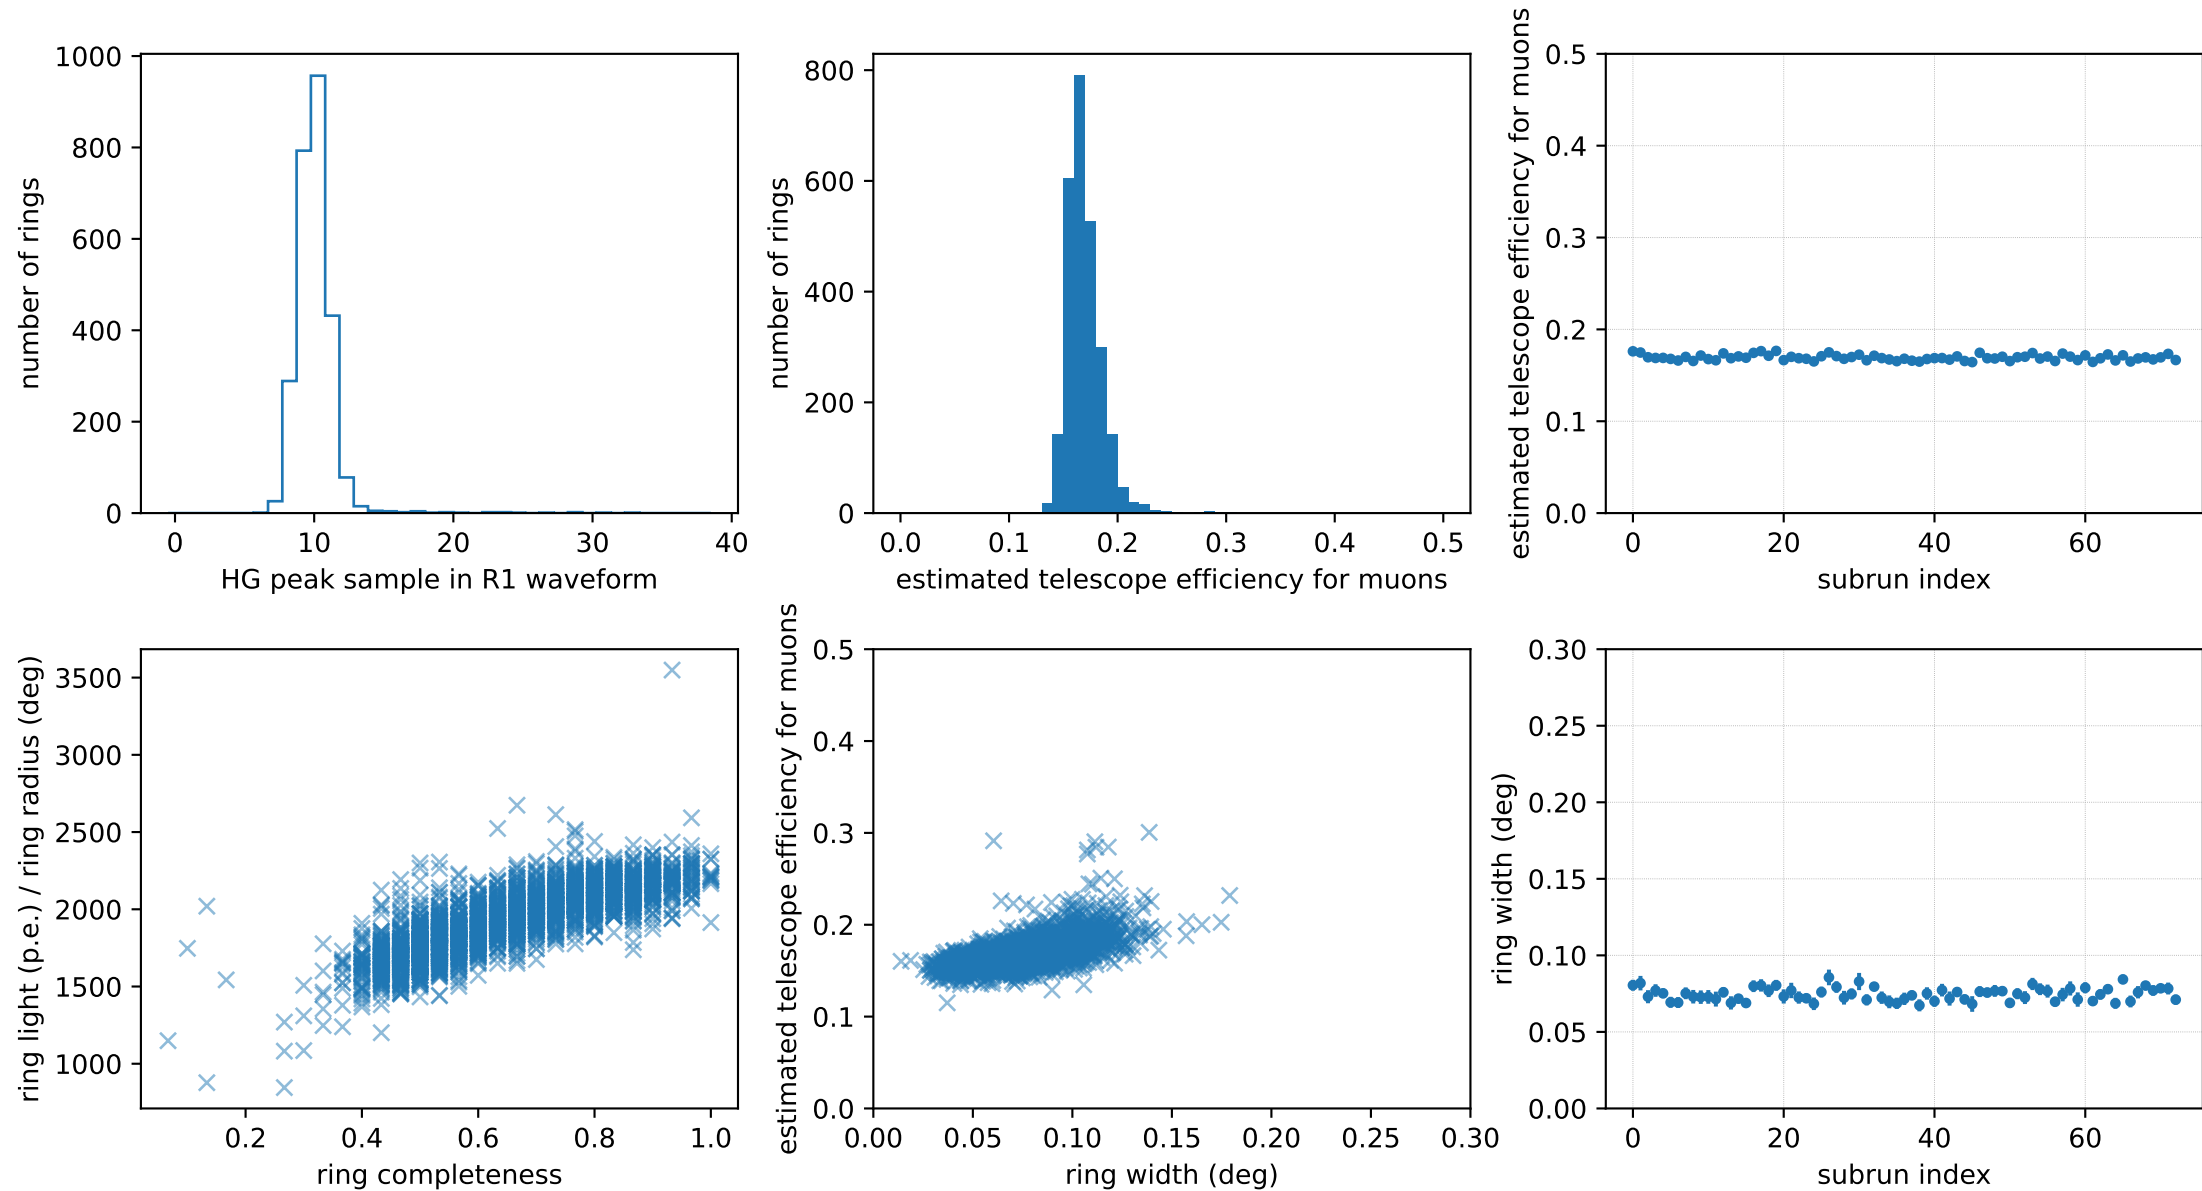 number of rings
1000
800
600
400
200
0
0 10 20 30 40
HG peak sample in R1 waveform
number of rings
800
600
400
200
0
0.0 0.1 0.2 0.3 0.4 0.5
estimated telescope efficiency for muons
estimated telescope efficiency for muons
0.5
0.4
0.3
0.2
0.1
0.0
0 20 40 60
subrun index
ring light (p.e.) / ring radius (deg)
3500
3000
2500
2000
1500
1000
0.2 0.4 0.6 0.8 1.0
ring completeness
estimated telescope efficiency for muons
0.5
0.4
0.3
0.2
0.1
0.0
0.00 0.05 0.10 0.15 0.20 0.25 0.30
ring width (deg)
ring width (deg)
0.30
0.25
0.20
0.15
0.10
0.05
0.00
0 20 40 60
subrun index